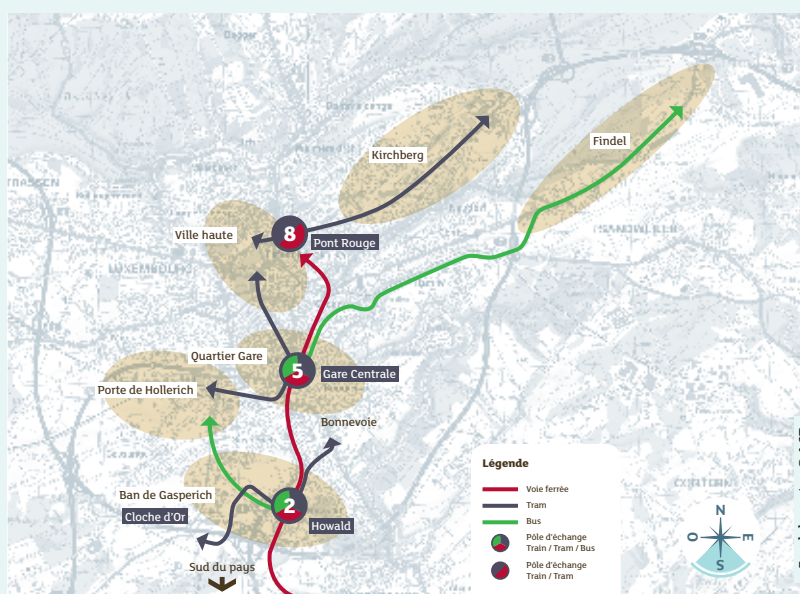 Kirchberg
Findel
Ville haute
8
Pont Rouge
Quartier Gare
5
Gare Centrale
Porte de Hollerich
Bonnevoie
Ban de Gasperich
Cloche d'Or
2
Howald
Sud du pays
Légende
Voie ferrée
Tram
Bus
Pôle d'échange
Train / Tram / Bus
Pôle d'échange
Train / Tram
N
O
E
S
LUXEMBOURG